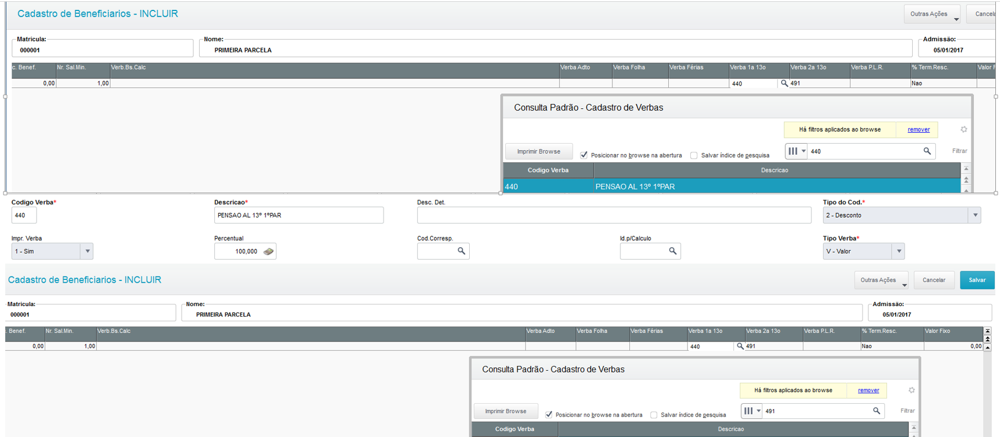 Cadastro de Beneficiarios - INCLUIR
Outras Ações
Matricula:
000001
Nome:
PRIMEIRA PARCELA
Admissão:
05/01/2017
c. Benef. Nr. Sal.Min. Verb.Bs.Calc Verba Adto Verba Folha Verba Férias Verba 1a 13o Verba 2a 13o Verba P.L.R. % Term.Resc. Valor
0,00 1,00 440 491 Nao
Consulta Padrão - Cadastro de Verbas
Há filtros aplicados ao browse remover
Imprimir Browse Posicionar no browse na abertura Salvar índice de pesquisa 440 Filtrar
Codigo Verba Descricao
440 PENSAO AL 13º 1ºPAR
Codigo Verba* Descricao* Desc. Det. Tipo do Cod.*
440 PENSAO AL 13º 1ºPAR 2 - Desconto
Impr. Verba Percentual Cod.Corresp. Id.p/Calculo Tipo Verba*
1 - Sim 100,000 V - Valor
Cadastro de Beneficiarios - INCLUIR
Outras Ações Cancelar Salvar
Matricula:
000001
Nome:
PRIMEIRA PARCELA
Admissão:
05/01/2017
. Benef. Nr. Sal.Min. Verb.Bs.Calc Verba Adto Verba Folha Verba Férias Verba 1a 13o Verba 2a 13o Verba P.L.R. % Term.Resc. Valor Fixo
0,00 1,00 440 491 Nao 0,00
Consulta Padrão - Cadastro de Verbas
Há filtros aplicados ao browse remover
Imprimir Browse Posicionar no browse na abertura Salvar índice de pesquisa 491 Filtrar
Codigo Verba Descricao